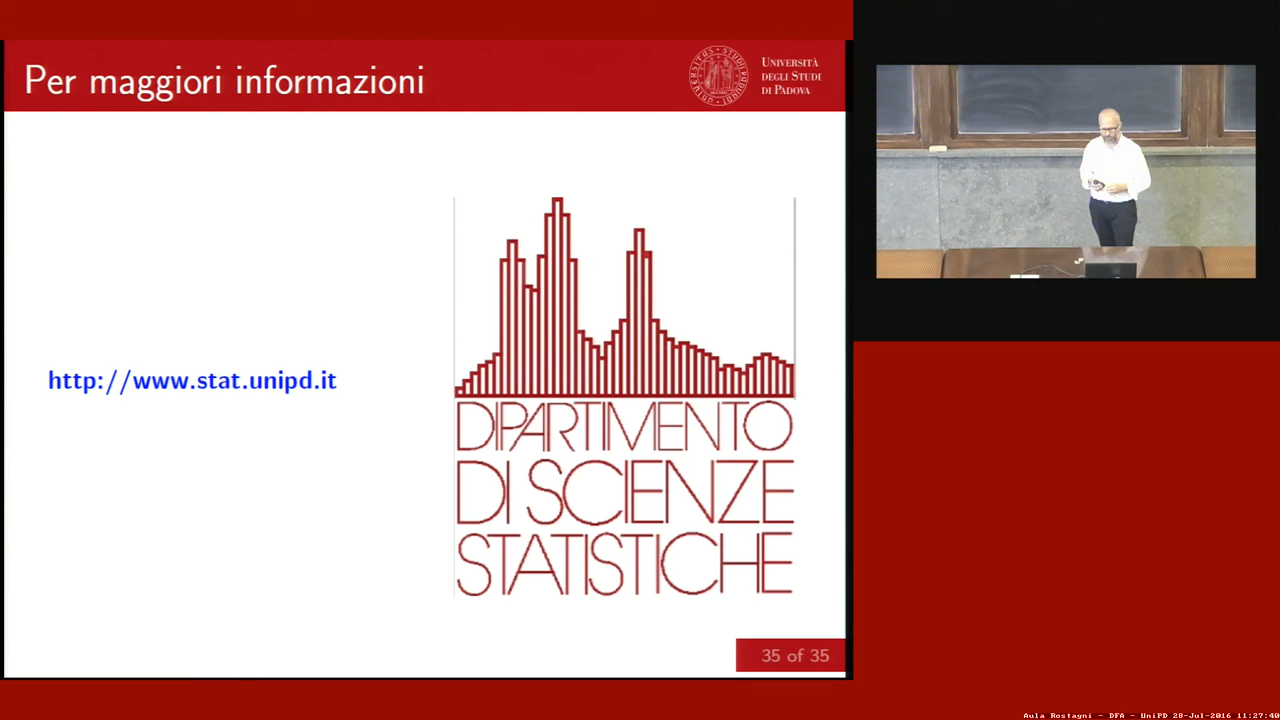 Per maggiori informazioni
UNIVERSITÀ
DEGLI STUDI
DI PADOVA
http://www.stat.unipd.it
DIPARTIMENTO
DI SCIENZE
STATISTICHE
35 of 35
Aula Rostagni - DFA - UniPD 28-Jul-2016 11:27:40